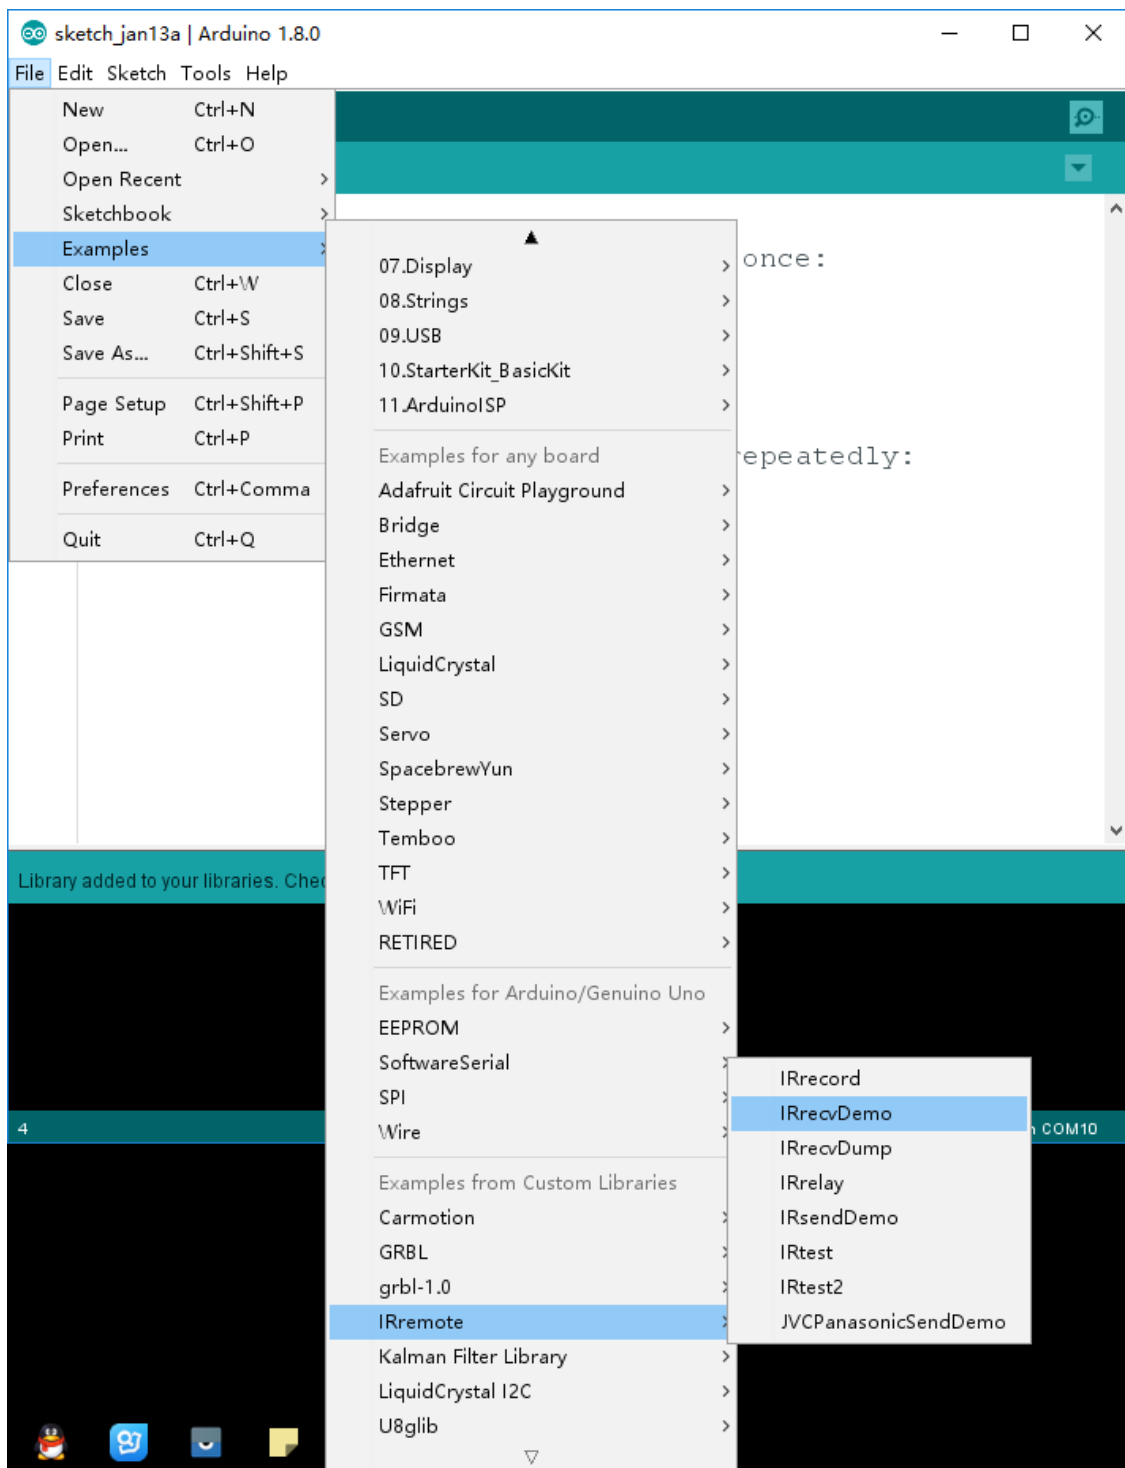 sketch_jan13a | Arduino 1.8.0
File Edit Sketch Tools Help
New Ctrl+N
Open... Ctrl+O
Open Recent
Sketchbook
Examples
Close Ctrl+W
Save Ctrl+S
Save As... Ctrl+Shift+S
Page Setup Ctrl+Shift+P
Print Ctrl+P
Preferences Ctrl+Comma
Quit Ctrl+Q
07.Display
08.Strings
09.USB
10.StarterKit_BasicKit
11.ArduinoISP
Examples for any board
Adafruit Circuit Playground
Bridge
Ethernet
Firmata
GSM
LiquidCrystal
SD
Servo
SpacebrewYun
Stepper
Temboo
TFT
WiFi
RETIRED
Examples for Arduino/Genuino Uno
EEPROM
SoftwareSerial
SPI
Wire
Examples from Custom Libraries
Carmotion
GRBL
grbl-1.0
IRremote
Kalman Filter Library
LiquidCrystal I2C
U8glib
IRrecord
IRrecvDemo
IRrecvDump
IRrelay
IRsendDemo
IRtest
IRtest2
JVCPanasonicSendDemo
once:
epeatedly:
Library added to your libraries. Chec
4
COM10